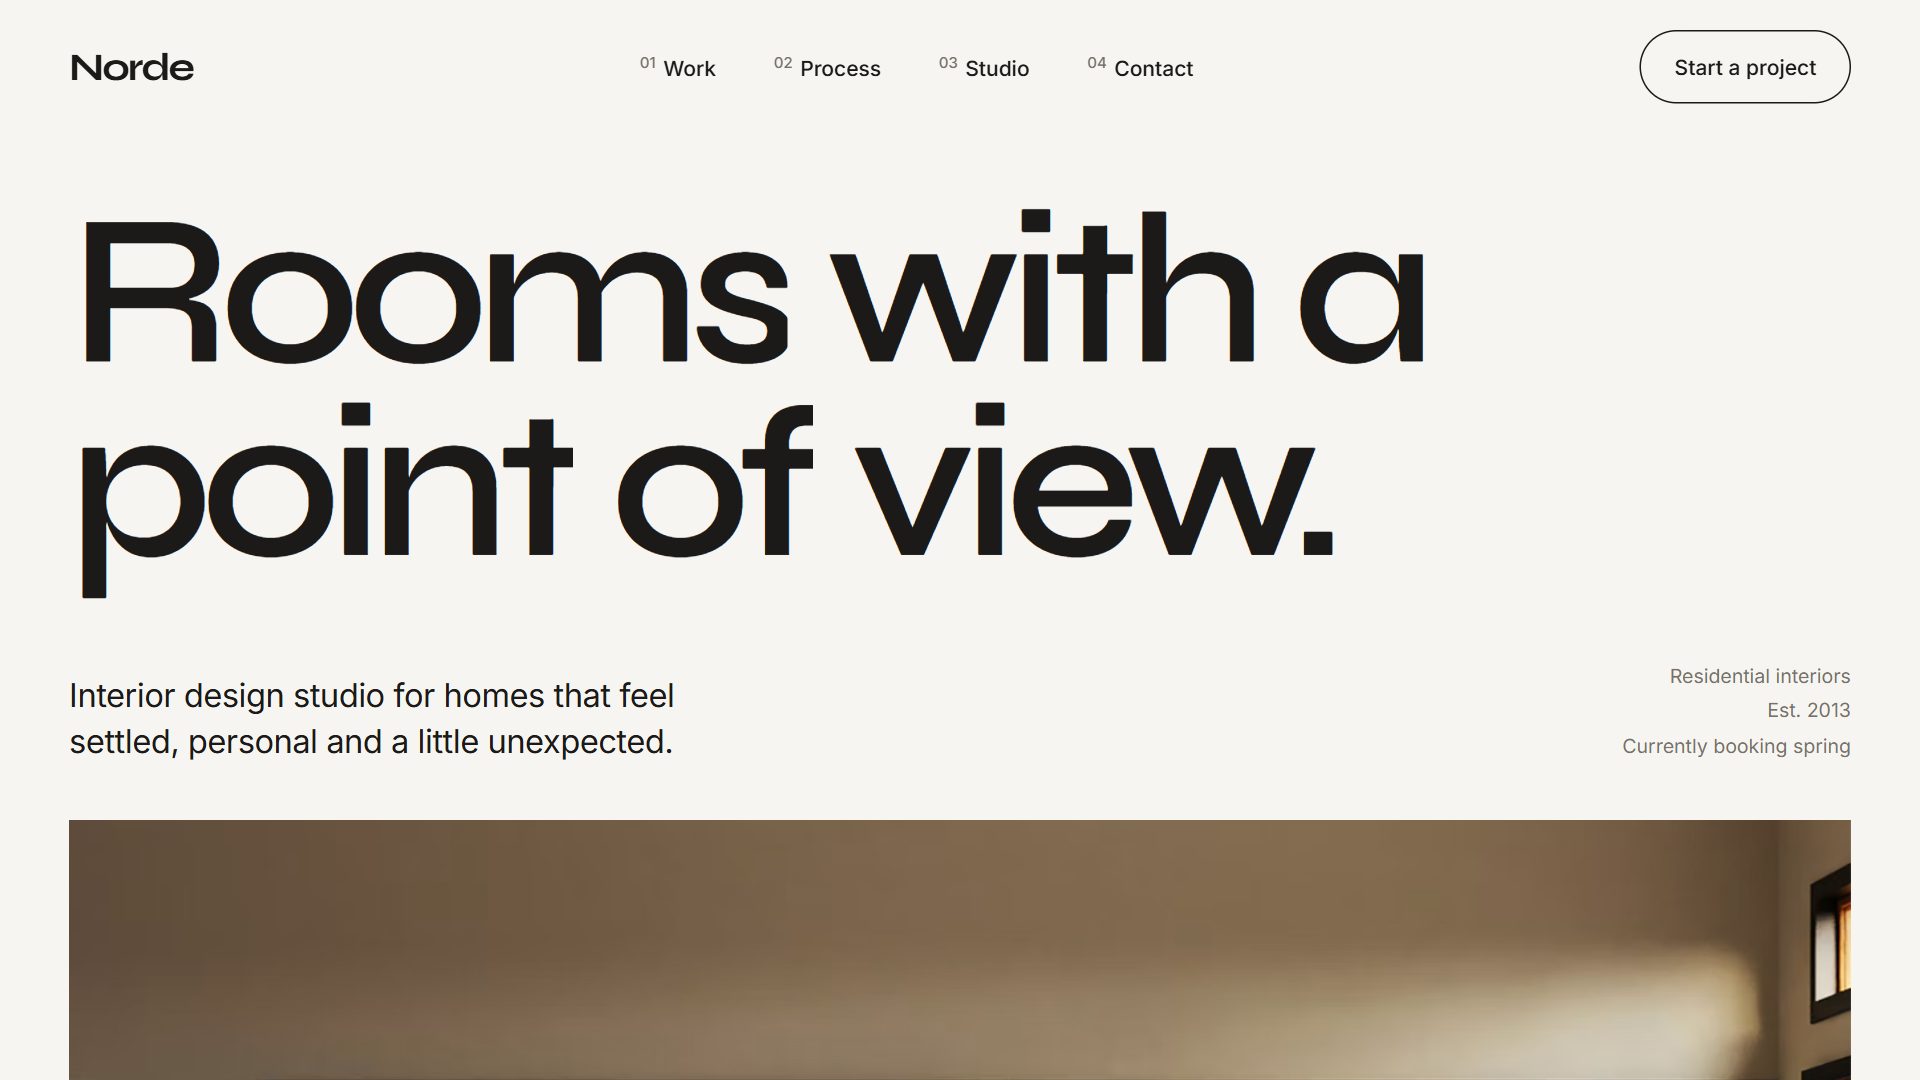 Norde
01 Work
02 Process
03 Studio
04 Contact
Start a project
Rooms with a
point of view.
Interior design studio for homes that feel
settled, personal and a little unexpected.
Residential interiors
Est. 2013
Currently booking spring